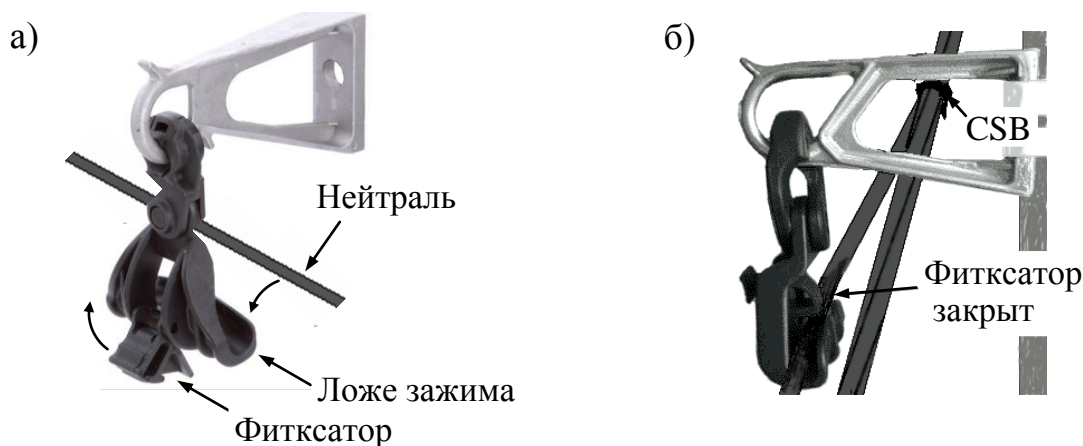 а)
Нейтраль
Ложе зажима
Фитксатор
б)
CSB
Фитксатор
закрыт